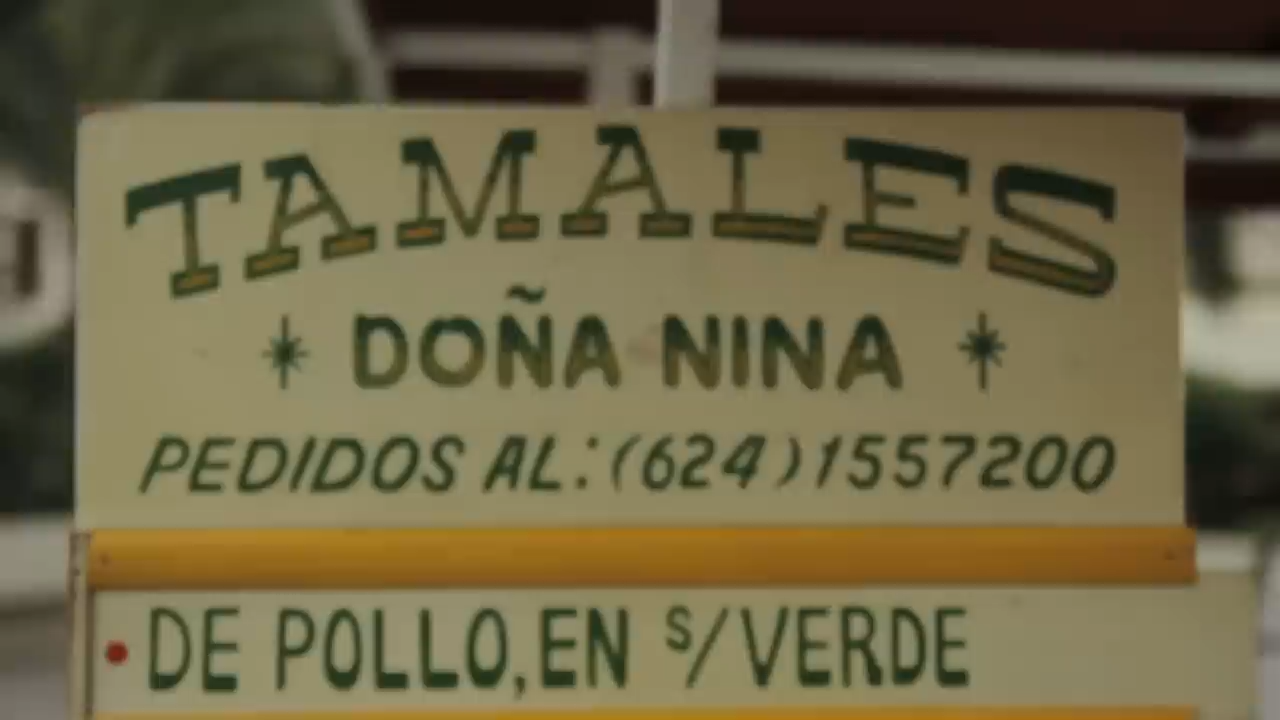 TAMALES
DOÑA NINA
PEDIDOS AL:(624)1557200
DE POLLO,EN S/VERDE